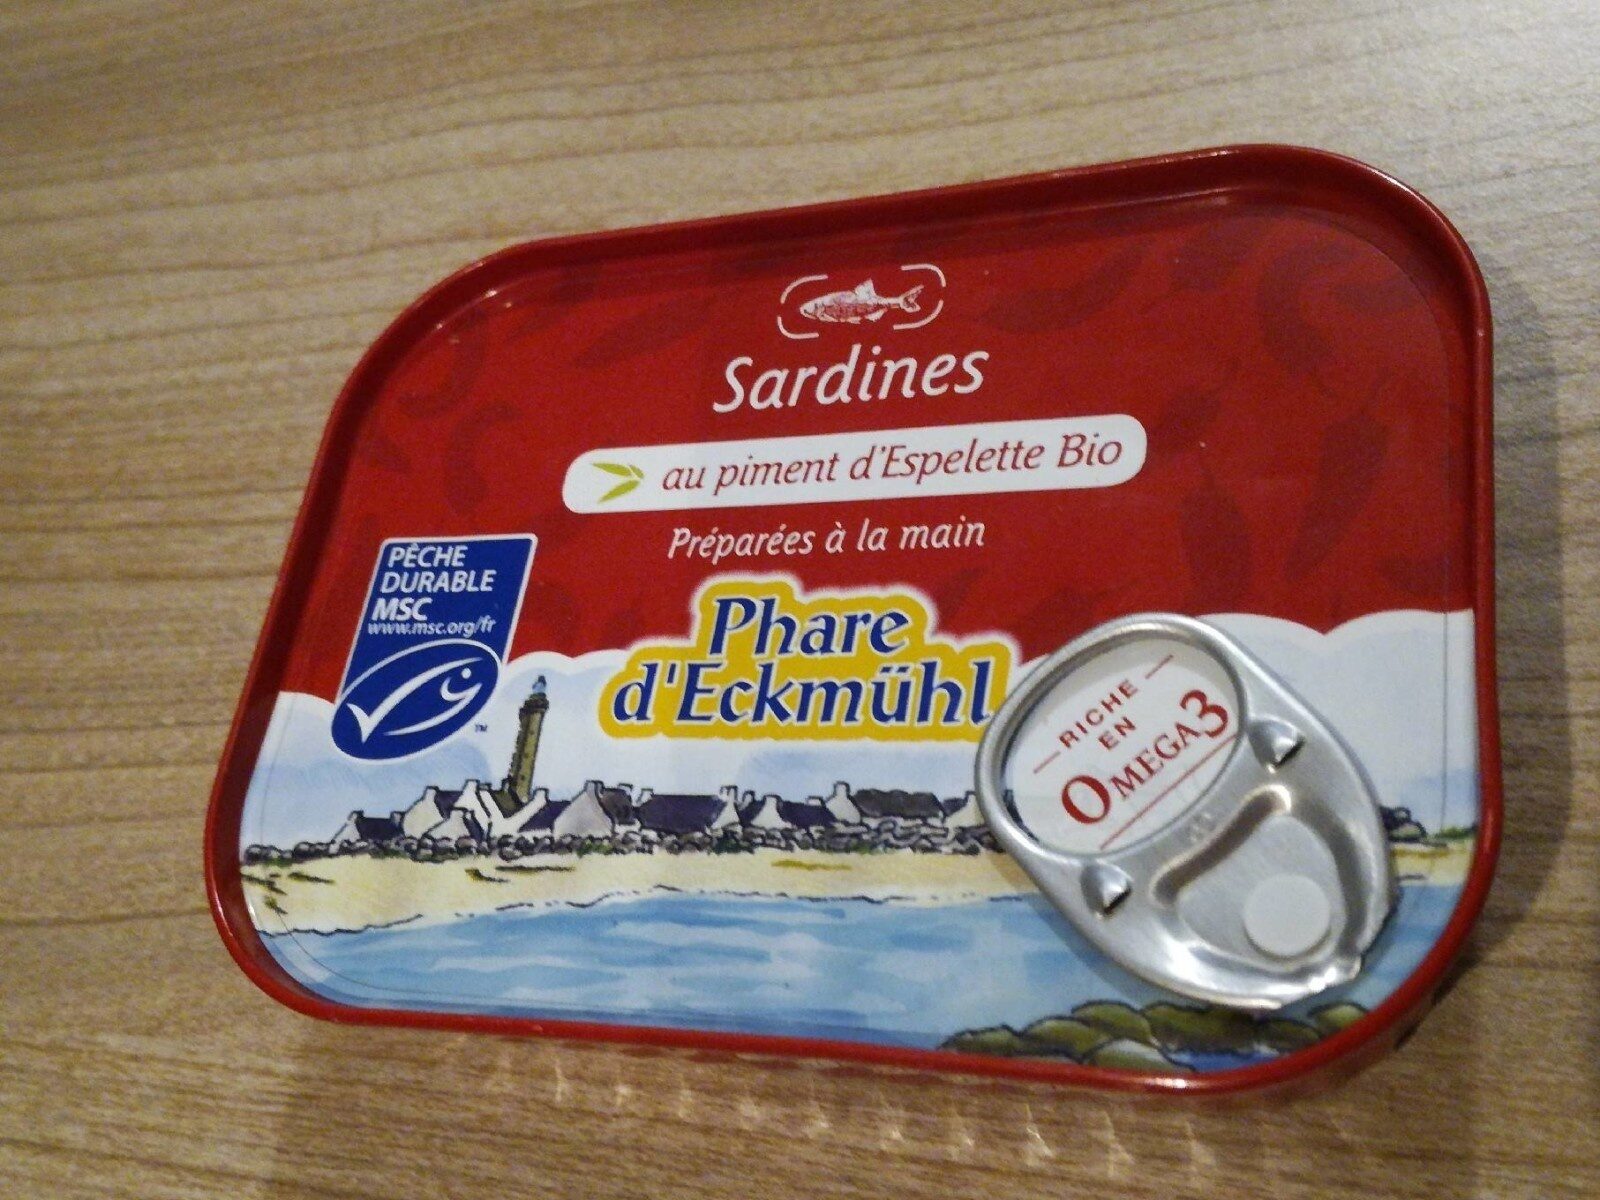 Sardines
au piment d'Espelette Bio
Préparées à la main
PÊCHE
DURABLE
MSC
www.msc.org/fr
TM
Phare
d'Eckmühl
RICHE
EN
OMEGA3